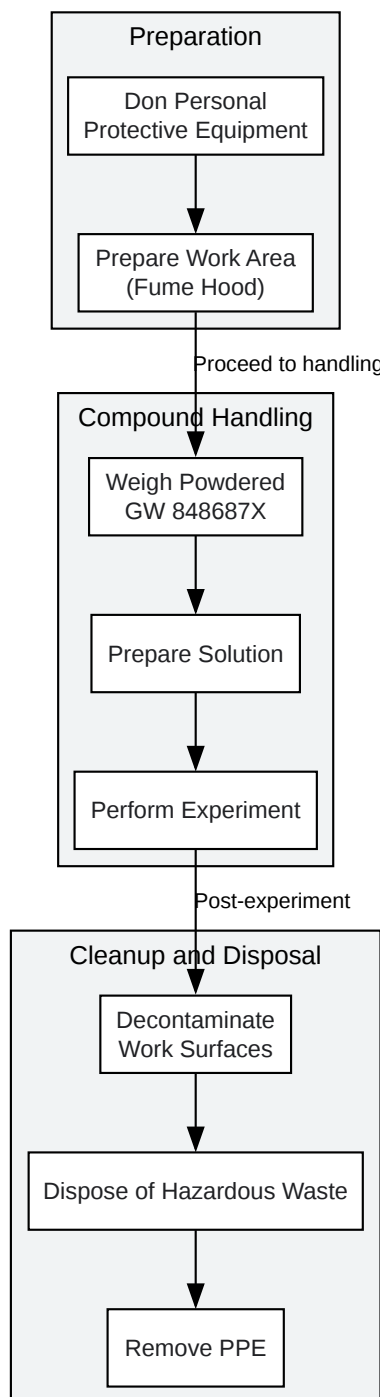 Preparation
Don Personal
Protective Equipment
Prepare Work Area
(Fume Hood)
Proceed to handling
Compound Handling
Weigh Powdered
GW 848687X
Prepare Solution
Perform Experiment
Post-experiment
Cleanup and Disposal
Decontaminate
Work Surfaces
Dispose of Hazardous Waste
Remove PPE